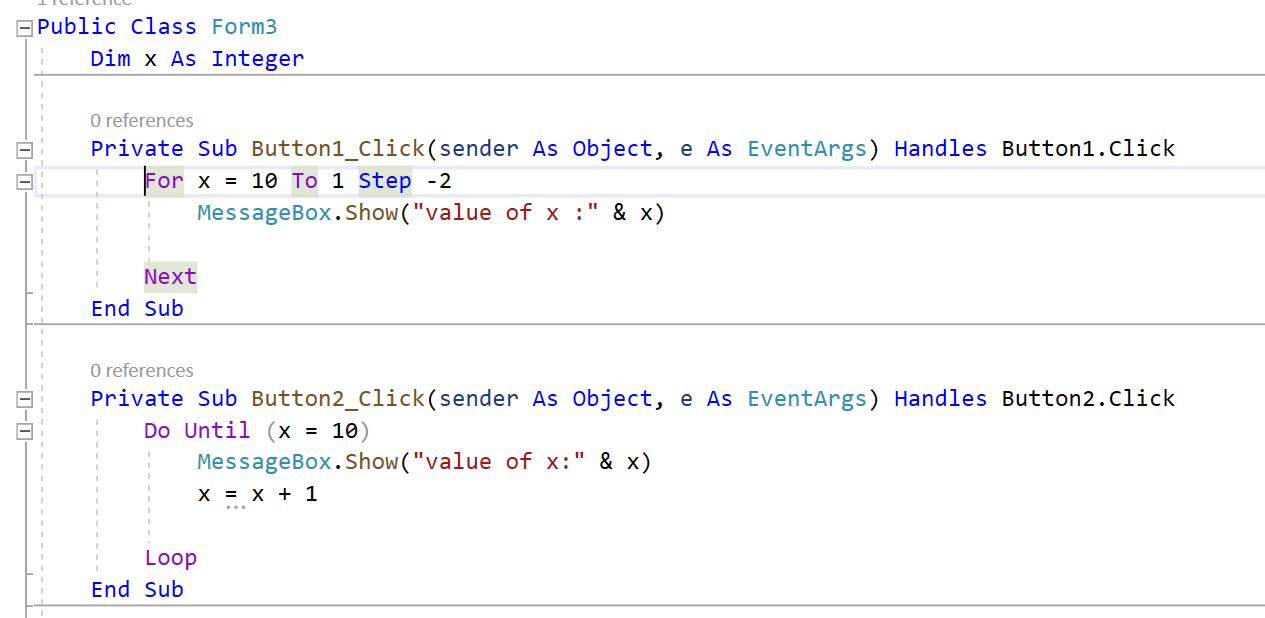 1 reference
Public Class Form3
Dim x As Integer
0 references
Private Sub Button1_Click(sender As Object, e As EventArgs) Handles Button1.Click
For x = 10 To 1 Step -2
MessageBox.Show("value of x :" & x)
Next
End Sub
0 references
Private Sub Button2_Click(sender As Object, e As EventArgs) Handles Button2.Click
Do Until (x = 10)
MessageBox.Show("value of x:" & x)
x = x + 1
Loop
End Sub